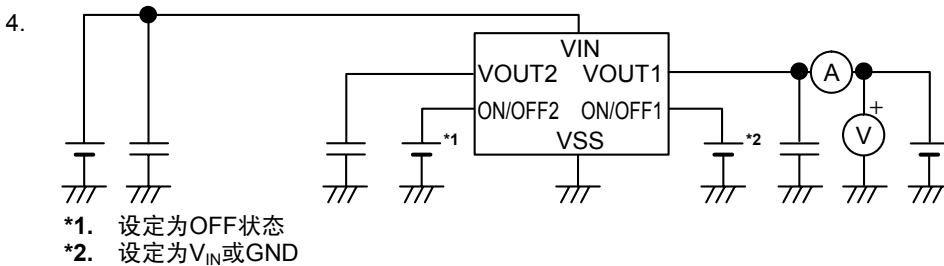 4.
VIN
VOUT2 VOUT1
ON/OFF2 ON/OFF1
VSS
*1
*2
A
+
V
*1. 设定为OFF状态
*2. 设定为VIN或GND